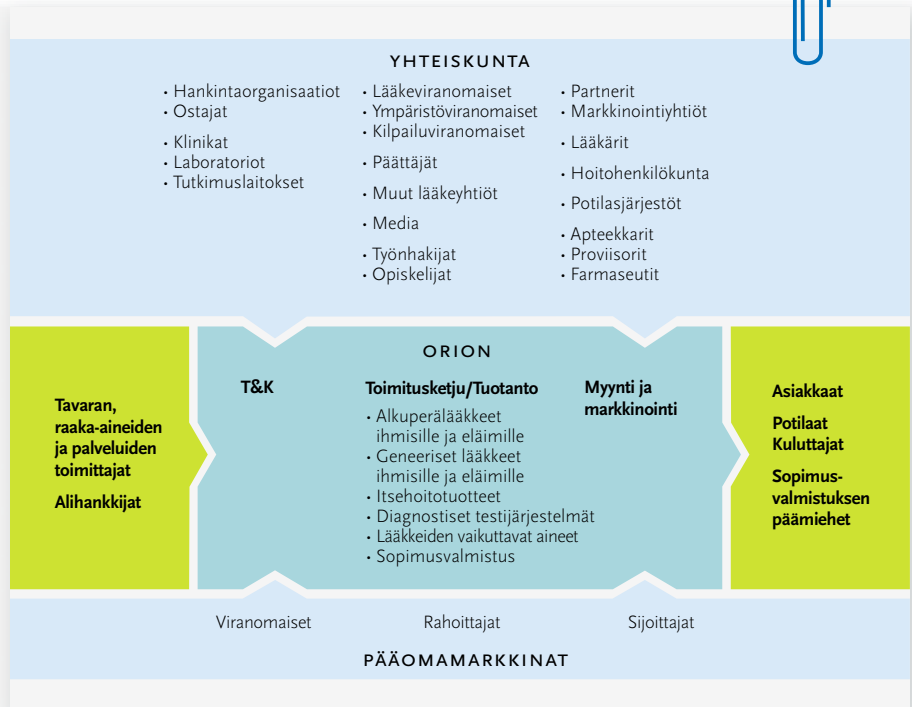 YHTEISKUNTA
• Hankintaorganisaatiot
• Ostajat
• Klinikat
• Laboratoriot
• Tutkimuslaitokset
• Lääkeviranomaiset
• Ympäristöviranomaiset
• Kilpailuviranomaiset
• Päättäjät
• Muut lääkeyhtiöt
• Media
• Työnhakijat
• Opiskelijat
• Partnerit
• Markkinointiyhtiöt
• Lääkärit
• Hoitohenkilökunta
• Potilasjärjestöt
• Apteekkarit
• Proviisorit
• Farmaseutit
Tavaran,
raaka-aineiden
ja palveluiden
toimittajat
Alihankkijat
ORION
T&K
Toimitusketju/Tuotanto
• Alkuperälääkkeet
ihmisille ja eläimille
• Geneeriset lääkkeet
ihmisille ja eläimille
• Itsehoitotuotteet
• Diagnostiset testijärjestelmät
• Lääkkeiden vaikuttavat aineet
• Sopimusvalmistus
Myynti ja
markkinointi
Asiakkaat
Potilaat
Kuluttajat
Sopimus-
valmistuksen
päämiehet
Viranomaiset
Rahoittajat
Sijoittajat
PÄÄOMAMARKKINAT